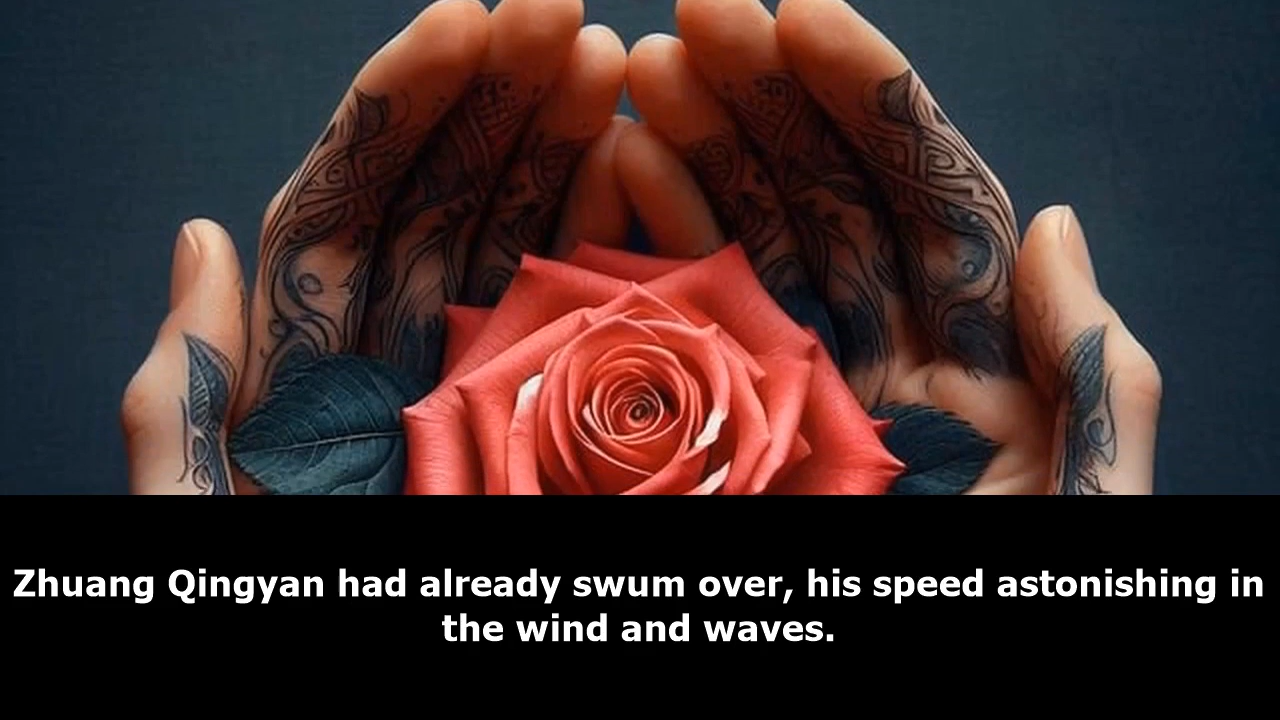 Zhuang Qingyan had already swum over, his speed astonishing in
the wind and waves.